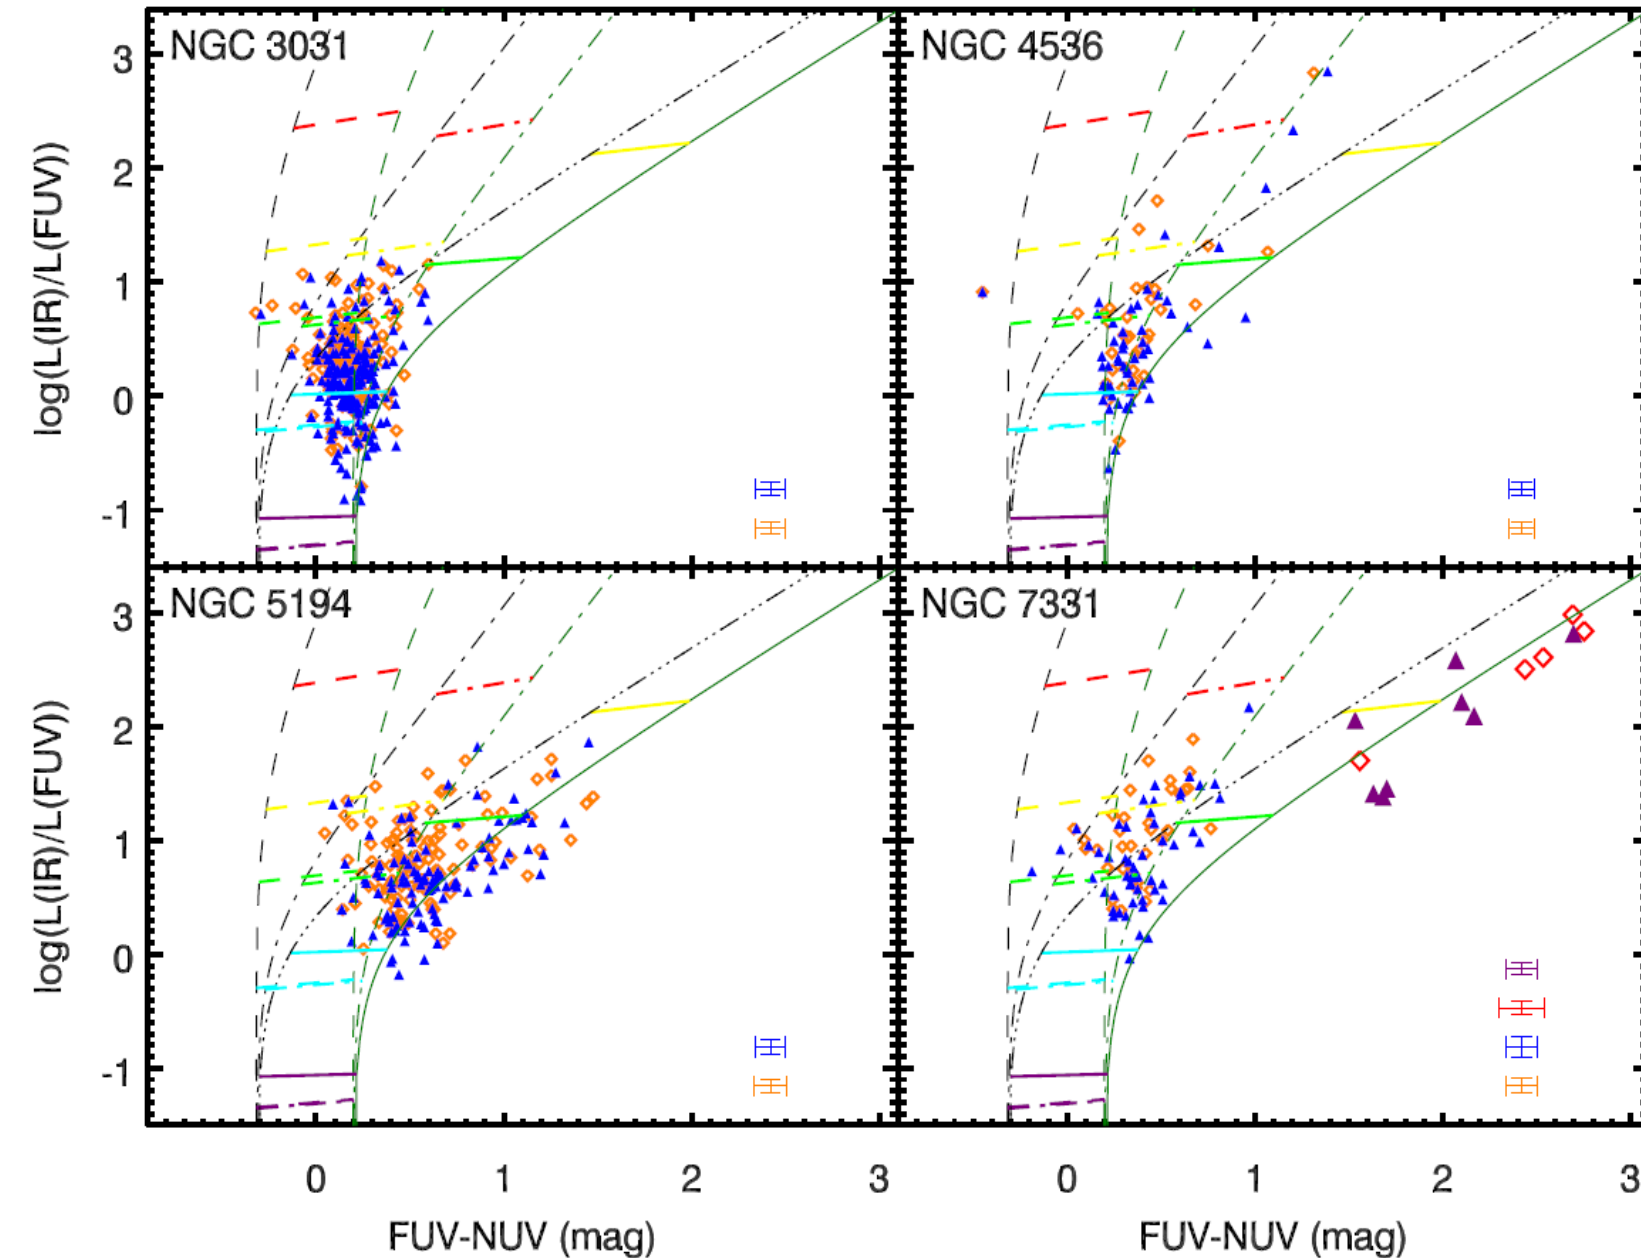 NGC 3031
NGC 4536
3
2
1
0
-1
log(L(IR)/L(FUV))
NGC 5194
NGC 7331
3
2
1
0
-1
log(L(IR)/L(FUV))
0 1 2 3
0 1 2 3
FUV-NUV (mag)
FUV-NUV (mag)